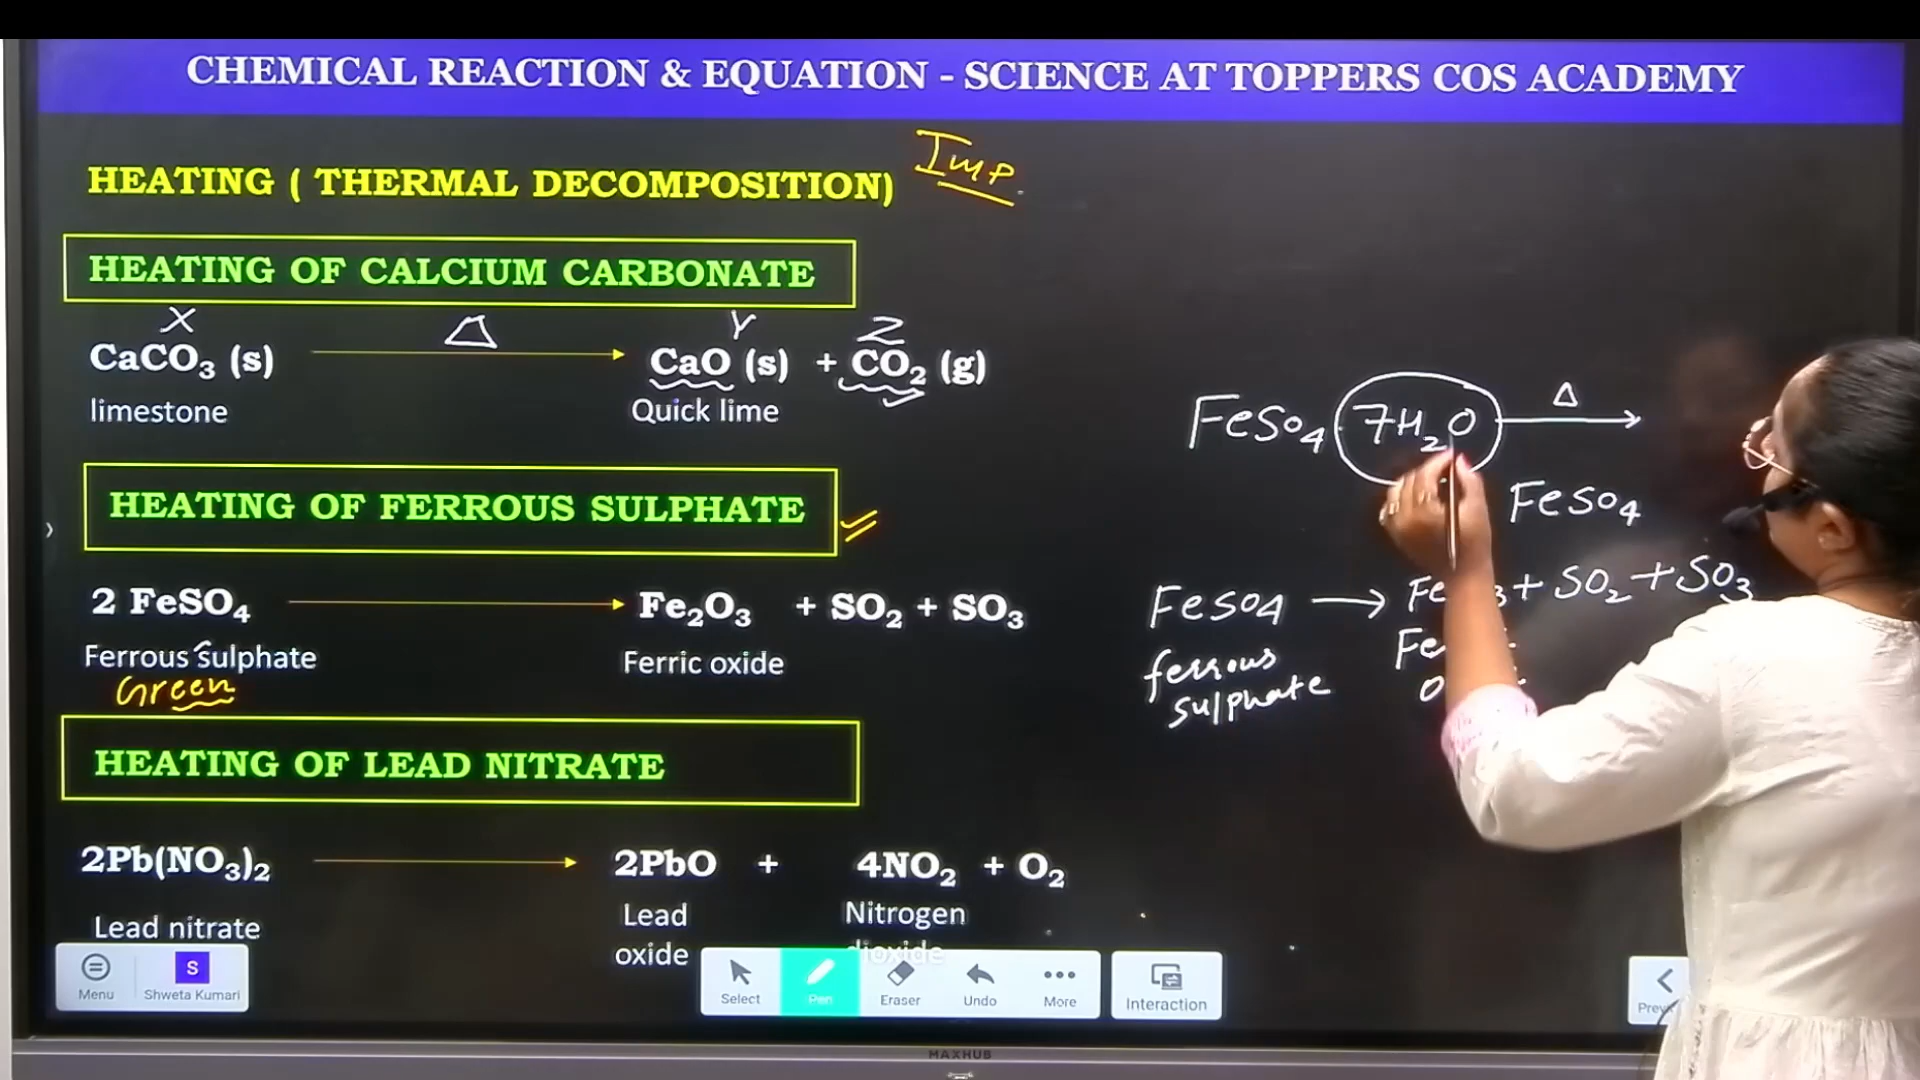 CHEMICAL REACTION & EQUATION - SCIENCE AT TOPPERS COS ACADEMY
HEATING ( THERMAL DECOMPOSITION) Imp.
HEATING OF CALCIUM CARBONATE
X Δ Y Z
CaCO₃ (s) CaO (s) + CO₂ (g)
limestone Quick lime
HEATING OF FERROUS SULPHATE
2 FeSO₄ Fe₂O₃ + SO₂ + SO₃
Ferrous sulphate Ferric oxide
Green
HEATING OF LEAD NITRATE
2Pb(NO₃)₂ 2PbO + 4NO₂ + O₂
Lead nitrate Lead oxide Nitrogen dioxide
FeSO₄ · 7H₂O Δ →
FeSO₄
FeSO4 → Fe 3 + SO₂ + SO₃
ferrous
sulphate
Menu
S
Shweta Kumari
Select
Pen
Eraser
Undo
More
Interaction
MAXHUB